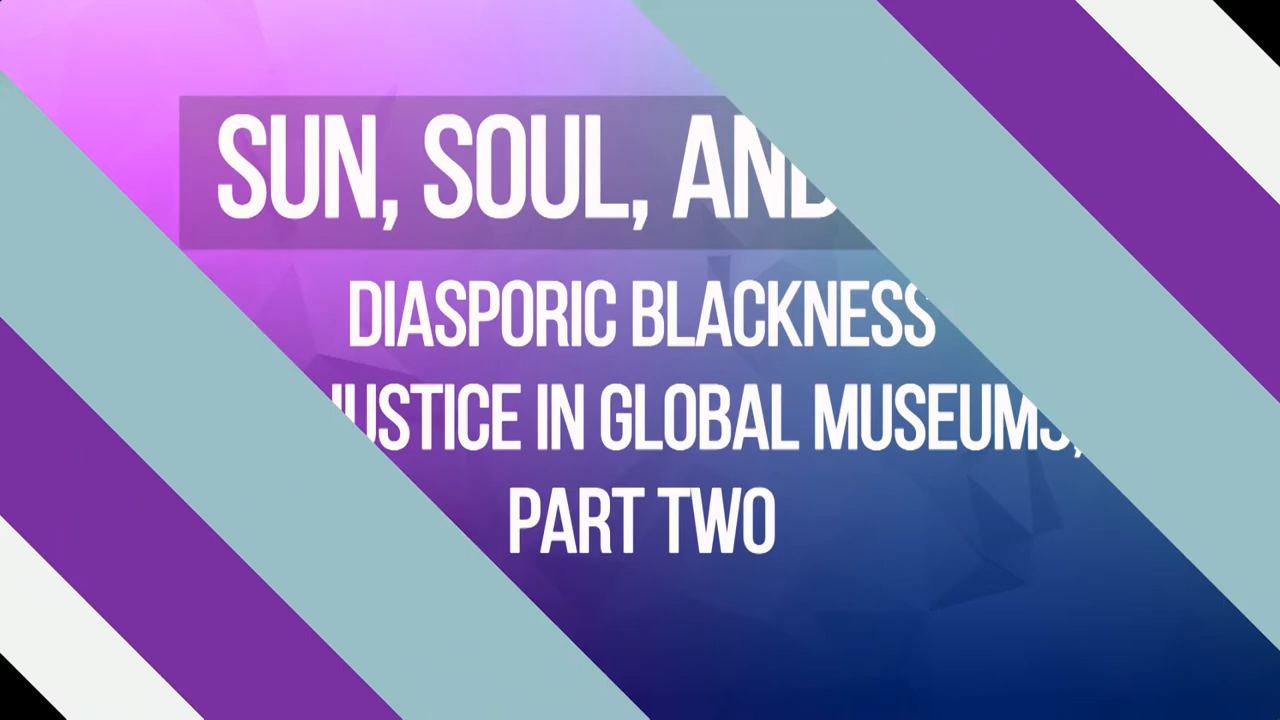 SUN, SOUL, AND
DIASPORIC BLACKNESS
JUSTICE IN GLOBAL MUSEUMS,
PART TWO